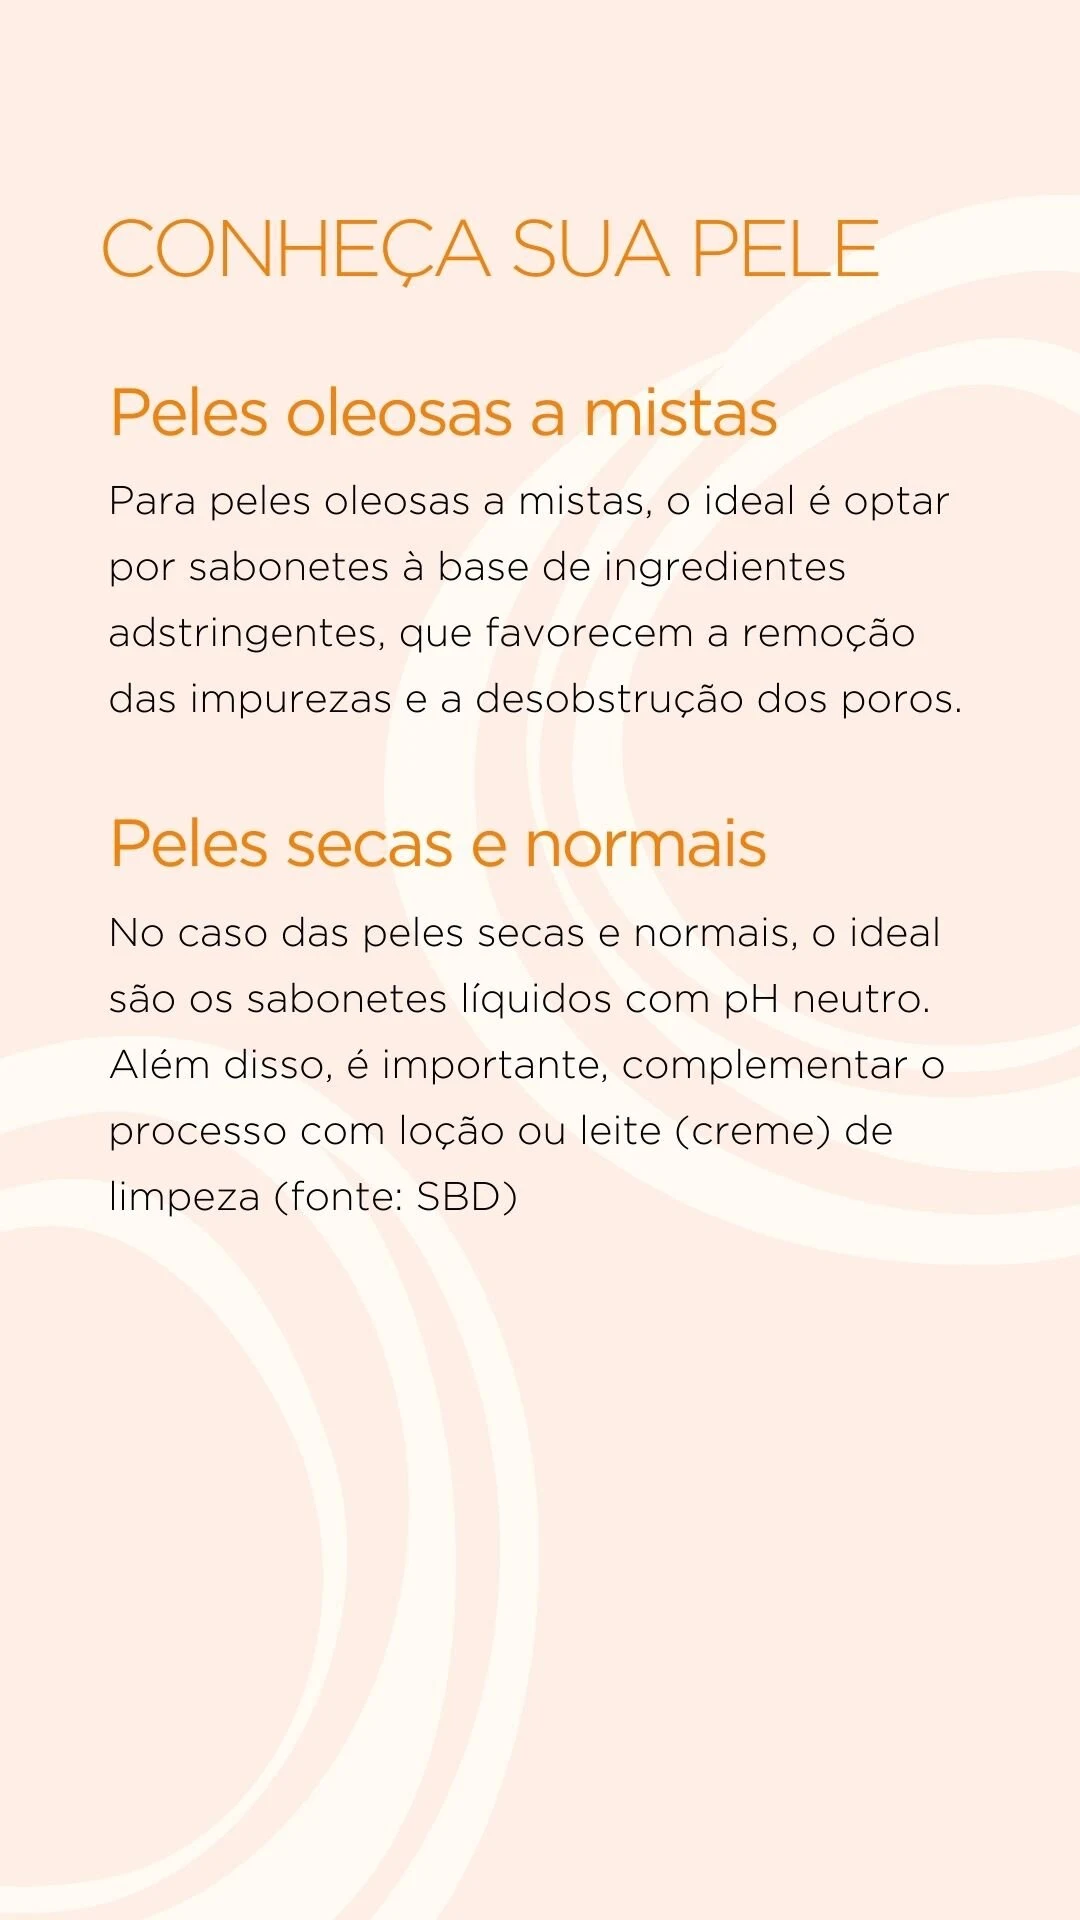 CONHEÇA SUA PELE
Peles oleosas a mistas
Para peles oleosas a mistas, o ideal é optar
por sabonetes à base de ingredientes
adstringentes, que favorecem a remoção
das impurezas e a desobstrução dos poros.
Peles secas e normais
No caso das peles secas e normais, o ideal
são os sabonetes líquidos com pH neutro.
Além disso, é importante, complementar o
processo com loção ou leite (creme) de
limpeza (fonte: SBD)